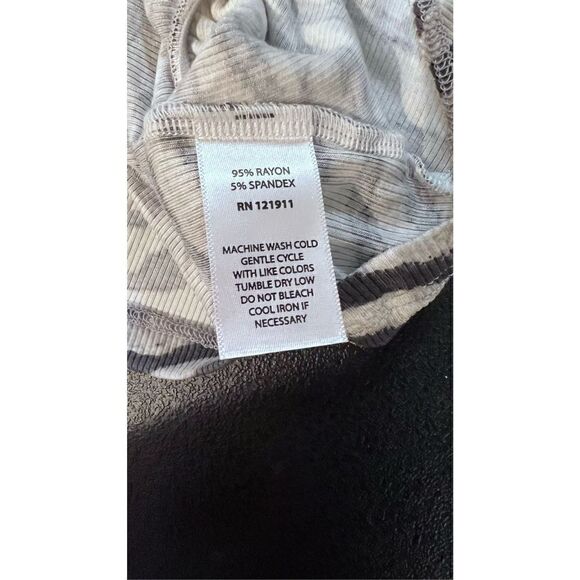 95% RAYON
5% SPANDEX
RN 121911
MACHINE WASH COLD
GENTLE CYCLE
WITH LIKE COLORS
TUMBLE DRY LOW
DO NOT BLEACH
COOL IRON IF
NECESSARY